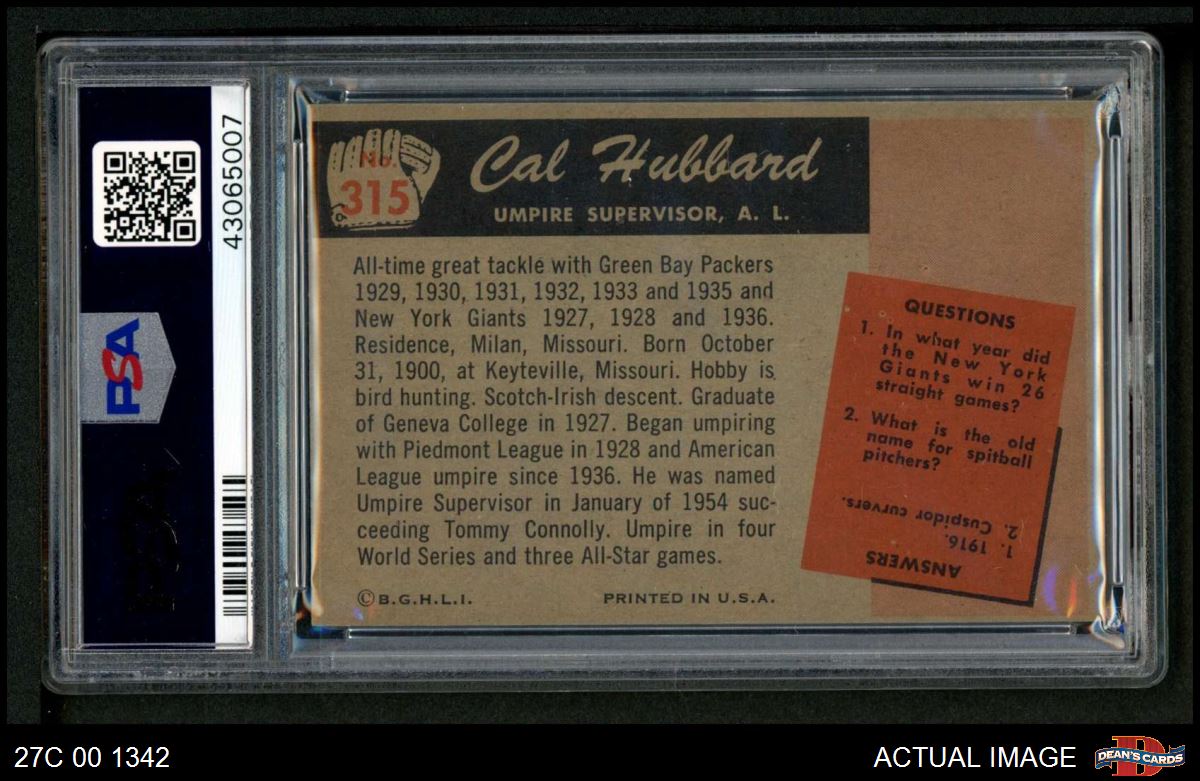 43065007
PSA
No.
315
Cal Hubbard
UMPIRE SUPERVISOR, A. L.
All-time great tackle with Green Bay Packers
1929, 1930, 1931, 1932, 1933 and 1935 and
New York Giants 1927, 1928 and 1936.
Residence, Milan, Missouri. Born October
31, 1900, at Keyteville, Missouri. Hobby is
bird hunting. Scotch-Irish descent. Graduate
of Geneva College in 1927. Began umpiring
with Piedmont League in 1928 and American
League umpire since 1936. He was named
Umpire Supervisor in January of 1954 suc-
ceeding Tommy Connolly. Umpire in four
World Series and three All-Star games.
©B.G.H.L.I.
PRINTED IN U.S.A.
QUESTIONS
1. In what year did
the New York
Giants win 26
straight games?
2. What is the old
name for spitball
pitchers?
ANSWERS
1. 1916.
2. Cuspidor curvers.
27C 00 1342
ACTUAL IMAGE
DEAN'S CARDS